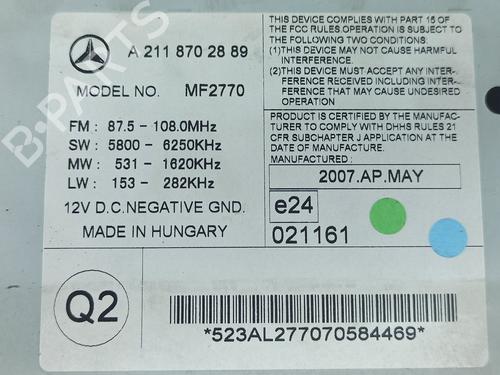 A 211 870 28 89
MODEL NO. MF2770
FM : 87.5 - 108.0MHz
SW : 5800 - 6250KHz
MW : 531 - 1620KHz
LW : 153 - 282KHz
12V D.C.NEGATIVE GND.
MADE IN HUNGARY
THIS DEVICE COMPLIES WITH PART 15 OF
THE FCC RULES.OPERATION IS SUBJECT TO
THE FOLLOWING TWO CONDITIONS:
(1)THIS DEVICE MAY NOT CAUSE HARMFUL
INTERFERENCE.
(2)THIS DEVICE MUST ACCEPT ANY INTER-
FERENCE RECEIVED INCLUDING INTER-
FERENCE THAT MAY CAUSE UNDESIRED
OPERATION
PRODUCT IS CERTIFIED BY THE MANUFAC-
TURER TO COMPLY WITH DHHS RULES 21
CFR SUBCHAPTER J APPLICATION AT THE
DATE OF MANUFACTURE.
MANUFACTURED :
2007.AP.MAY
e24
021161
Q2
*523AL277070584469*
B-PARTS